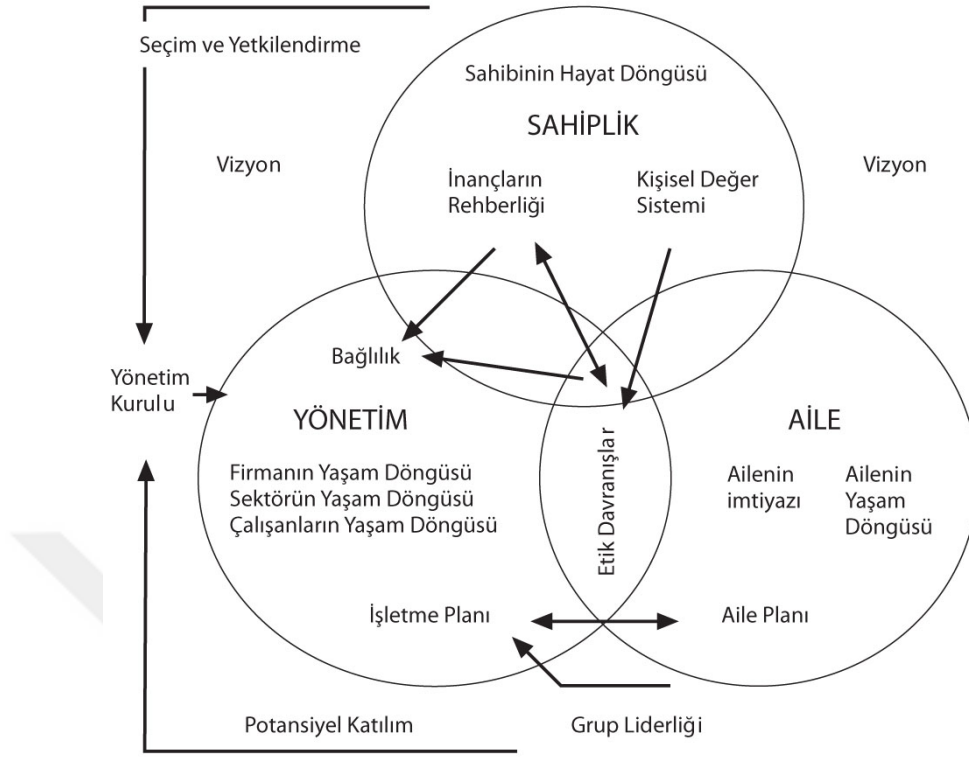 Seçim ve Yetkilendirme
Sahibinin Hayat Döngüsü
SAHİPLİK
Vizyon
İnançların
Rehberliği
Kişisel Değer
Sistemi
Vizyon
Bağlılık
Yönetim
Kurulu
YÖNETİM
Firmanın Yaşam Döngüsü
Sektörün Yaşam Döngüsü
Çalışanların Yaşam Döngüsü
Etik Davranışlar
AİLE
Ailenin
imtiyazı
Ailenin
Yaşam
Döngüsü
İşletme Planı
Aile Planı
Potansiyel Katılım
Grup Liderliği